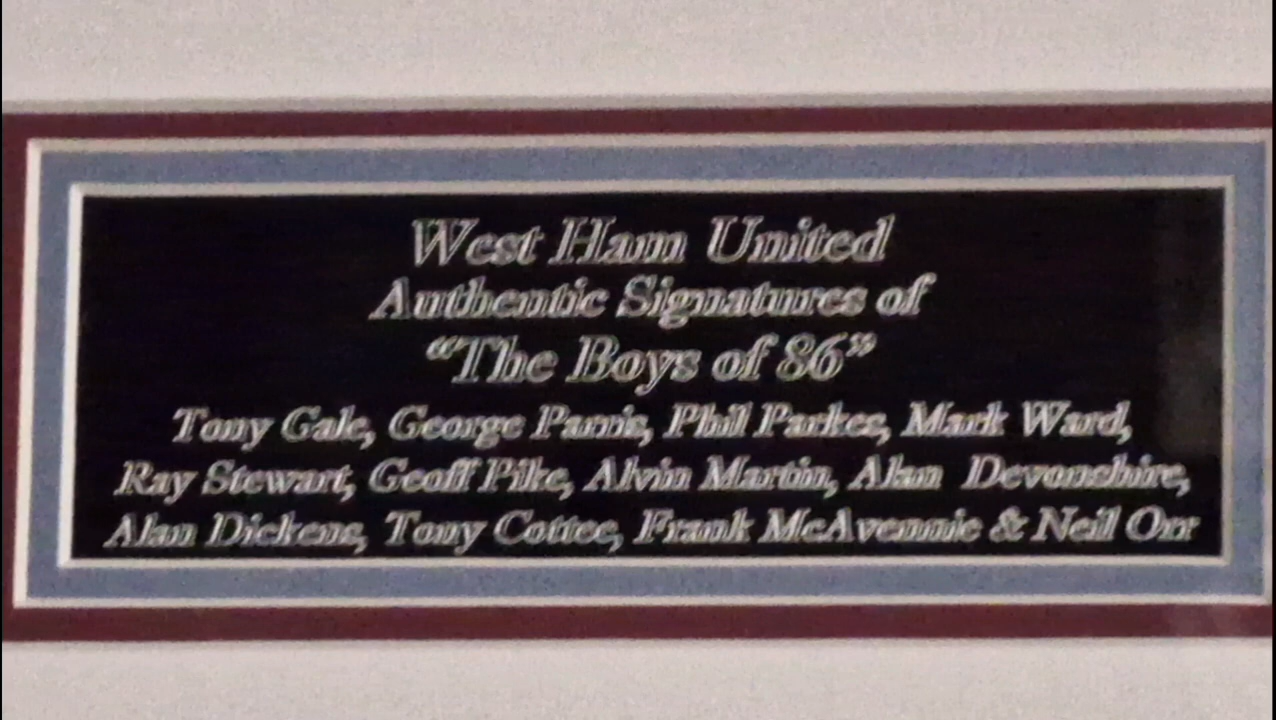 West Ham United
Authentic Signatures of
“The Boys of 86”
Tony Gale, George Parris, Phil Parkes, Mark Ward,
Ray Stewart, Geoff Pike, Alvin Martin, Alan Devonshire,
Alan Dickens, Tony Cottee, Frank McAvennie & Neil Orr